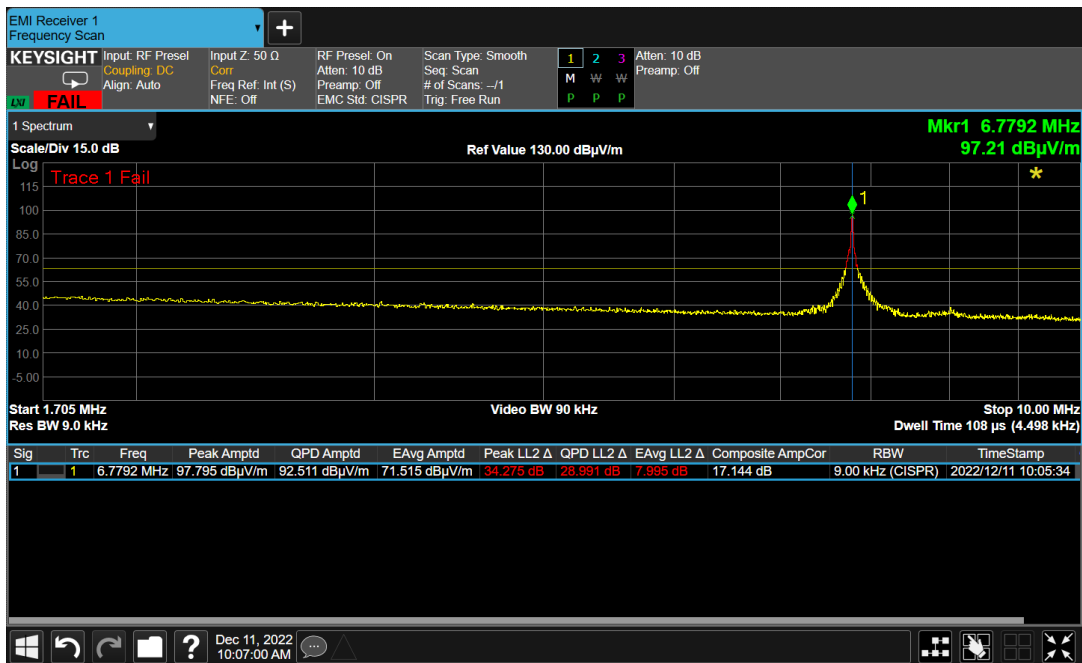 EMI Receiver 1
Frequency Scan
+
KEYSIGHT
LXI FAIL
Input: RF Presel
Coupling: DC
Align: Auto
Input Z: 50 Ω
Corr
Freq Ref: Int (S)
NFE: Off
RF Presel: On
Atten: 10 dB
Preamp: Off
EMC Std: CISPR
Scan Type: Smooth
Seq: Scan
# of Scans: --/1
Trig: Free Run
1 2 3
M W W
P P P
Atten: 10 dB
Preamp: Off
1 Spectrum
Mkr1 6.7792 MHz
Scale/Div 15.0 dB Ref Value 130.00 dBµV/m 97.21 dBµV/m
Log
Trace 1 Fail *
115
1
100
85.0
70.0
55.0
40.0
25.0
10.0
-5.00
Start 1.705 MHz Video BW 90 kHz Stop 10.00 MHz
Res BW 9.0 kHz Dwell Time 108 µs (4.498 kHz)
Sig Trc Freq Peak Amptd QPD Amptd EAvg Amptd Peak LL2 Δ QPD LL2 Δ EAvg LL2 Δ Composite AmpCor RBW TimeStamp
1 1 6.7792 MHz 97.795 dBµV/m 92.511 dBµV/m 71.515 dBµV/m 34.275 dB 28.991 dB 7.995 dB 17.144 dB 9.00 kHz (CISPR) 2022/12/11 10:05:34
?
Dec 11, 2022
10:07:00 AM